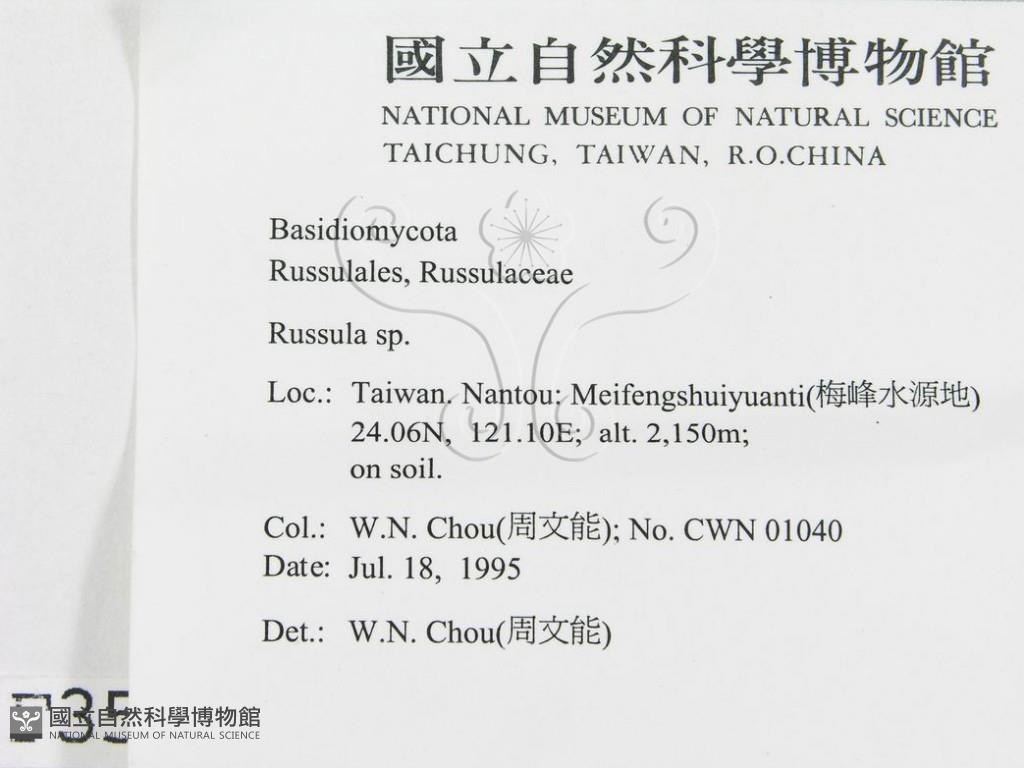 國立自然科學博物館
NATIONAL MUSEUM OF NATURAL SCIENCE
TAICHUNG, TAIWAN, R.O.CHINA
Basidiomycota
Russulales, Russulaceae
Russula sp.
Loc.: Taiwan. Nantou: Meifengshuiyuanti(梅峰水源地)
24.06N, 121.10E; alt. 2,150m;
on soil.
Col.: W.N. Chou(周文能); No. CWN 01040
Date: Jul. 18, 1995
Det.: W.N. Chou(周文能)
35
國立自然科學博物館
NATIONAL MUSEUM OF NATURAL SCIENCE